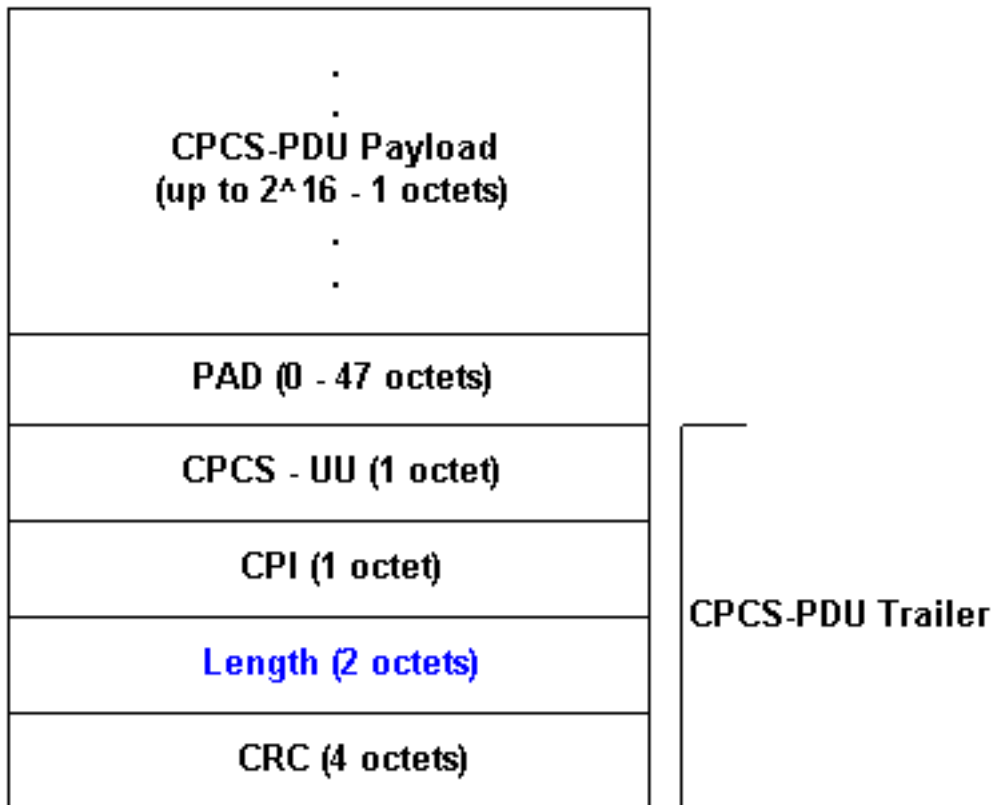 .
.
CPCS-PDU Payload
(up to 2^16 - 1 octets)
.
.
PAD (0 - 47 octets)
CPCS - UU (1 octet)
CPI (1 octet)
CPCS-PDU Trailer
Length (2 octets)
CRC (4 octets)